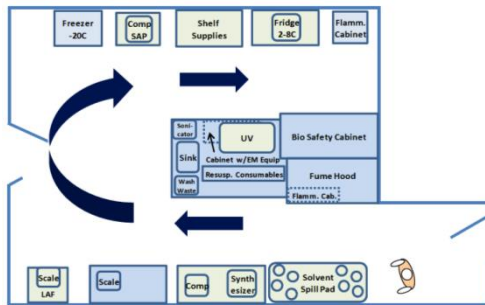 Freezer
-20C
Comp
SAP
Shelf
Supplies
Fridge
2-8C
Flamm.
Cabinet
Soni-
cator
UV
Bio Safety Cabinet
Sink
Cabinet w/EM Equip
Resusp. Consumables
Wash
Waste
Fume Hood
Flamm. Cab.
Scale
LAF
Scale
Comp
Synth
esizer
Solvent
Spill Pad